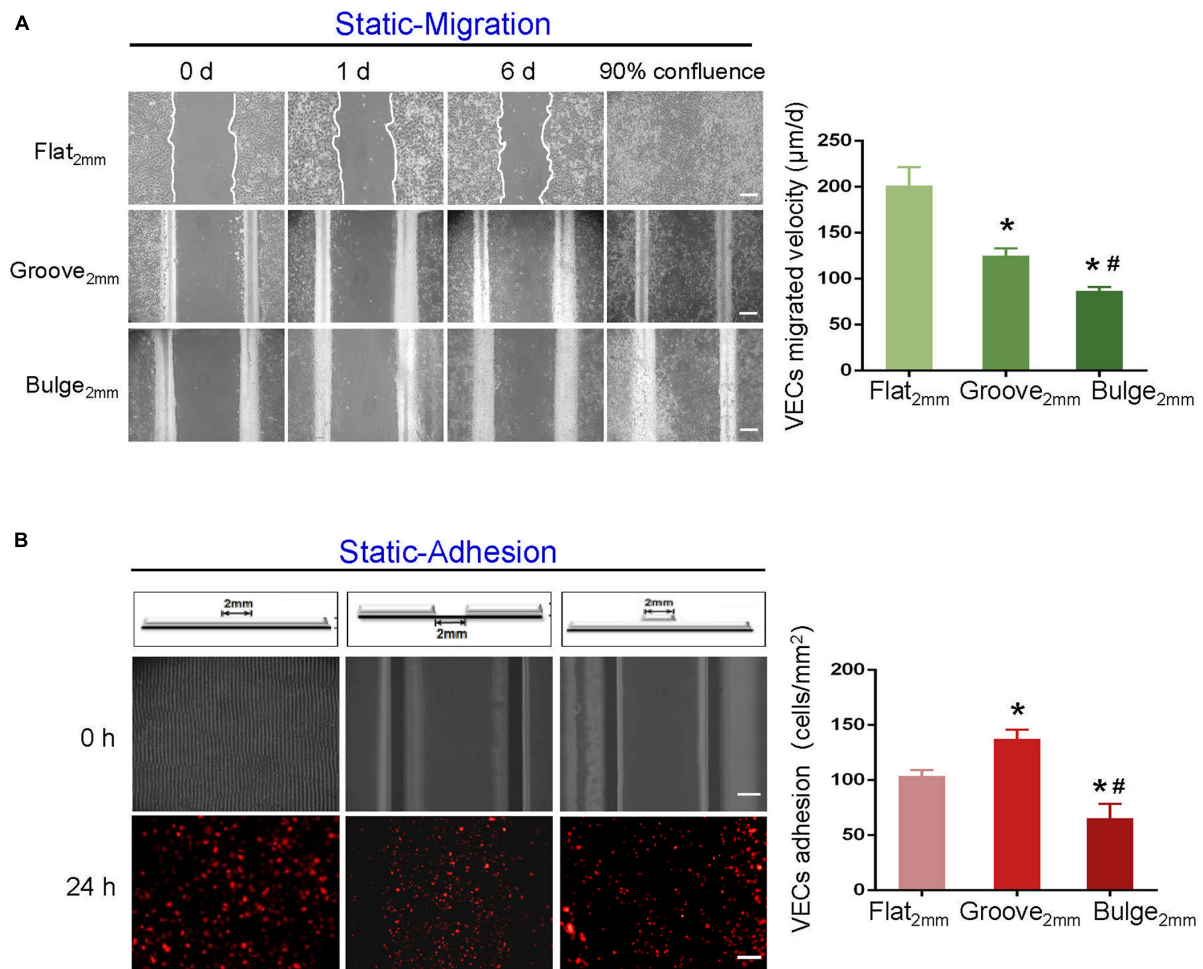 A
Static-Migration
0 d 1 d 6 d 90% confluence
Flat2mm
Groove2mm
Bulge2mm
VECs migrated velocity (μm/d)
250
200
150
100
50
0
*
* #
Flat2mm Groove2mm Bulge2mm
B
Static-Adhesion
2mm
2mm
2mm
0 h
24 h
VECs adhesion (cells/mm²)
200
150
100
50
0
*
* #
Flat2mm Groove2mm Bulge2mm